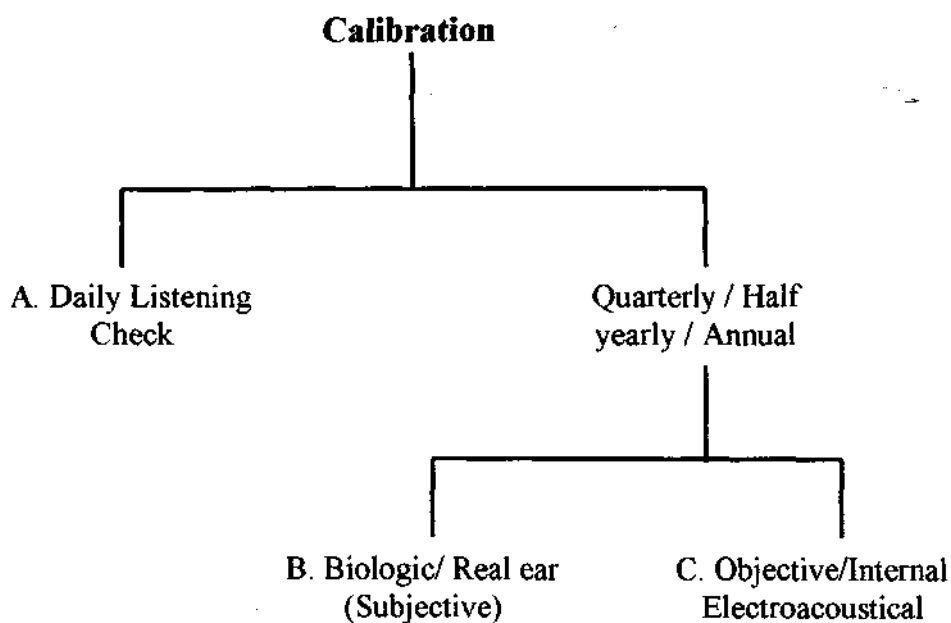 Calibration
A. Daily Listening
Check
Quarterly / Half
yearly / Annual
B. Biologic/ Real ear
(Subjective)
C. Objective/Internal
Electroacoustical